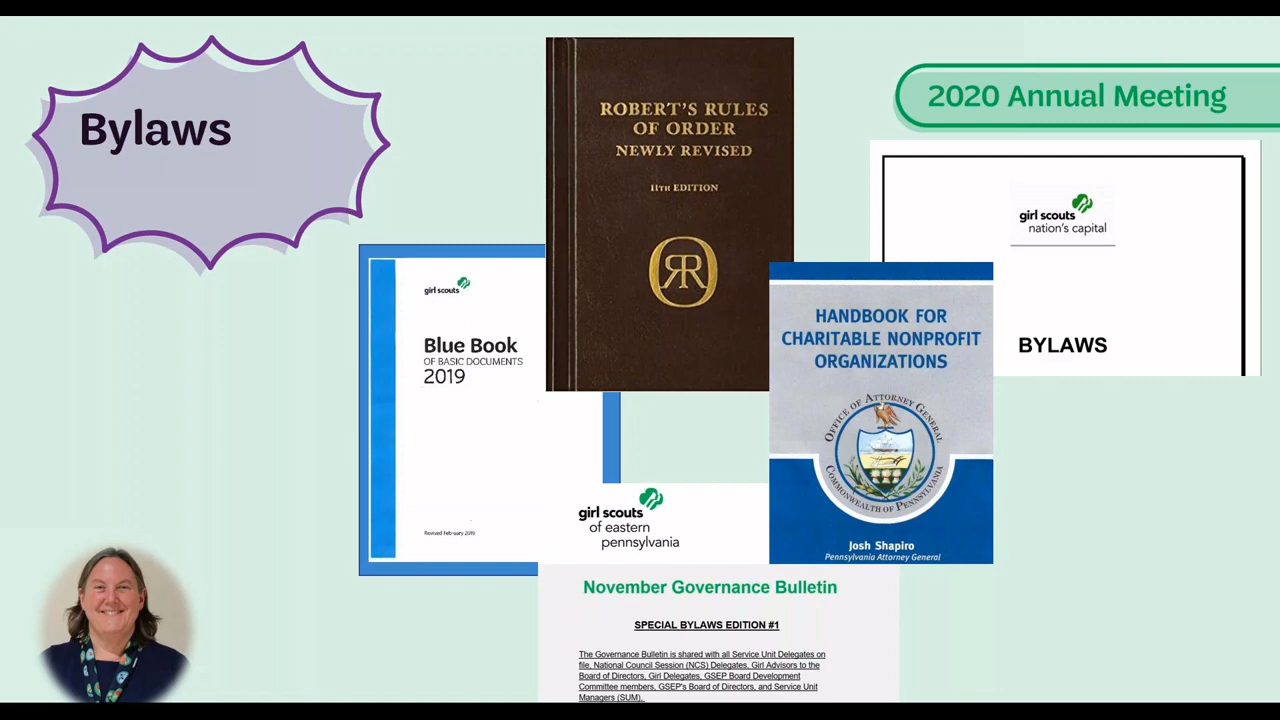 Bylaws
2020 Annual Meeting
ROBERT'S RULES
OF ORDER
NEWLY REVISED
11TH EDITION
RR
girl scouts
nation's capital
BYLAWS
girl scouts
Blue Book
OF BASIC DOCUMENTS
2019
Revised February 2019
HANDBOOK FOR
CHARITABLE NONPROFIT
ORGANIZATIONS
OFFICE OF ATTORNEY GENERAL
COMMONWEALTH OF PENNSYLVANIA
Josh Shapiro
Pennsylvania Attorney General
girl scouts
of eastern
pennsylvania
November Governance Bulletin
SPECIAL BYLAWS EDITION #1
The Governance Bulletin is shared with all Service Unit Delegates on
file, National Council Session (NCS) Delegates, Girl Advisors to the
Board of Directors, Girl Delegates, GSEP Board Development
Committee members, GSEP's Board of Directors, and Service Unit
Managers (SUM).